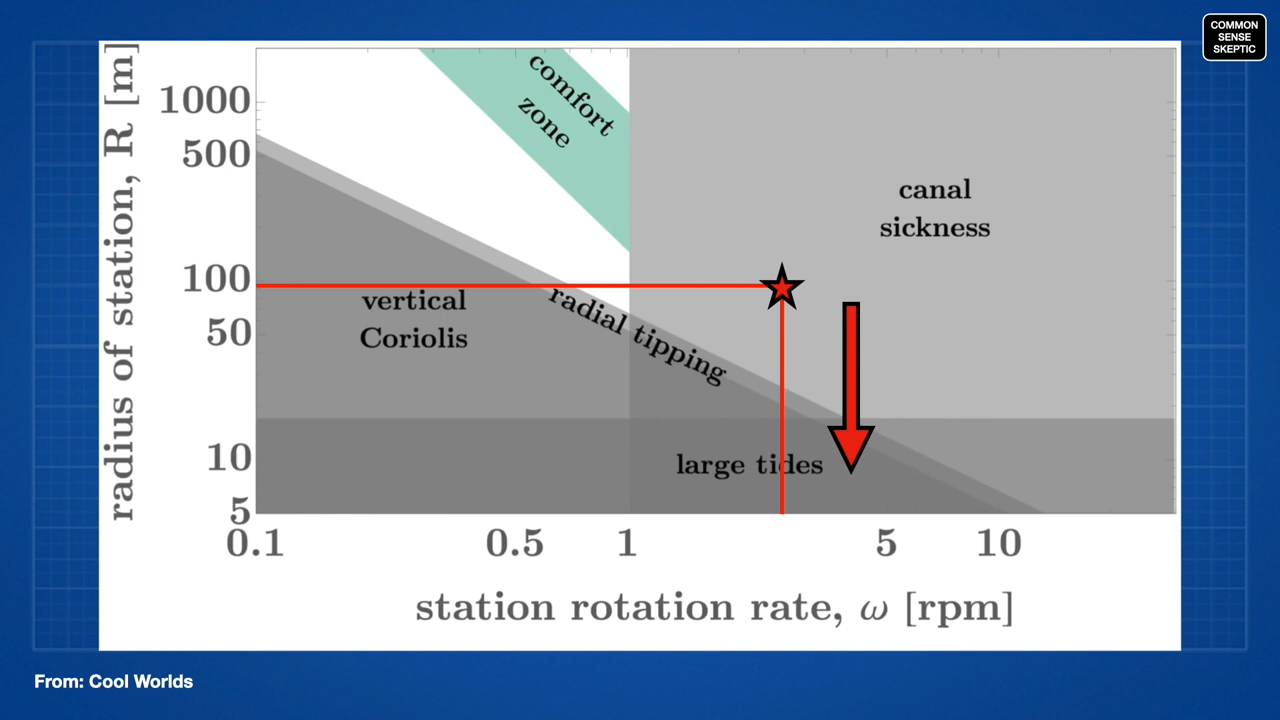 COMMON
SENSE
SKEPTIC
radius of station, R [m]
1000
500
100
50
10
5
comfort
zone
canal
sickness
vertical
Coriolis
radial tipping
large tides
0.1
0.5
1
5
10
station rotation rate, ω [rpm]
From: Cool Worlds